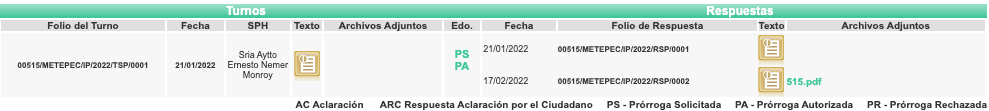 Turnos Respuestas
Folio del Turno Fecha SPH Texto Archivos Adjuntos Edo. Fecha Folio de Respuesta Texto Archivos Adjuntos
00515/METEPEC/IP/2022/TSP/0001 21/01/2022
Sria Aytto
Ernesto Nemer
Monroy
PS
PA
21/01/2022 00515/METEPEC/IP/2022/RSP/0001
17/02/2022 00515/METEPEC/IP/2022/RSP/0002 515.pdf
AC Aclaración ARC Respuesta Aclaración por el Ciudadano PS - Prórroga Solicitada PA - Prórroga Autorizada PR - Prórroga Rechazada